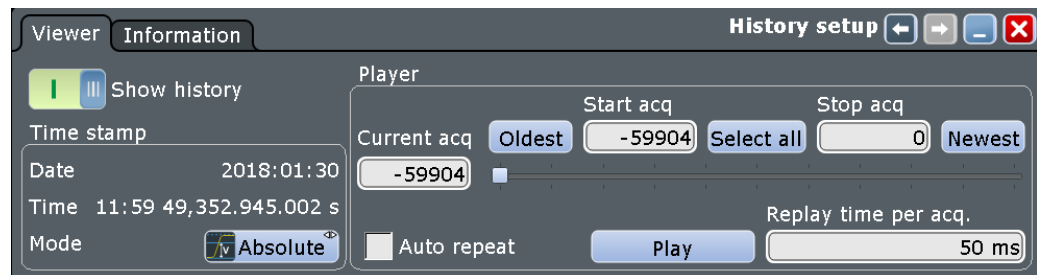 Viewer Information History setup
Show history
Player
Start acq Stop acq
Time stamp
Current acq Oldest -59904 Select all 0 Newest
Date 2018:01:30
-59904
Time 11:59 49,352.945.002 s
Replay time per acq.
Mode Absolute
Auto repeat Play 50 ms